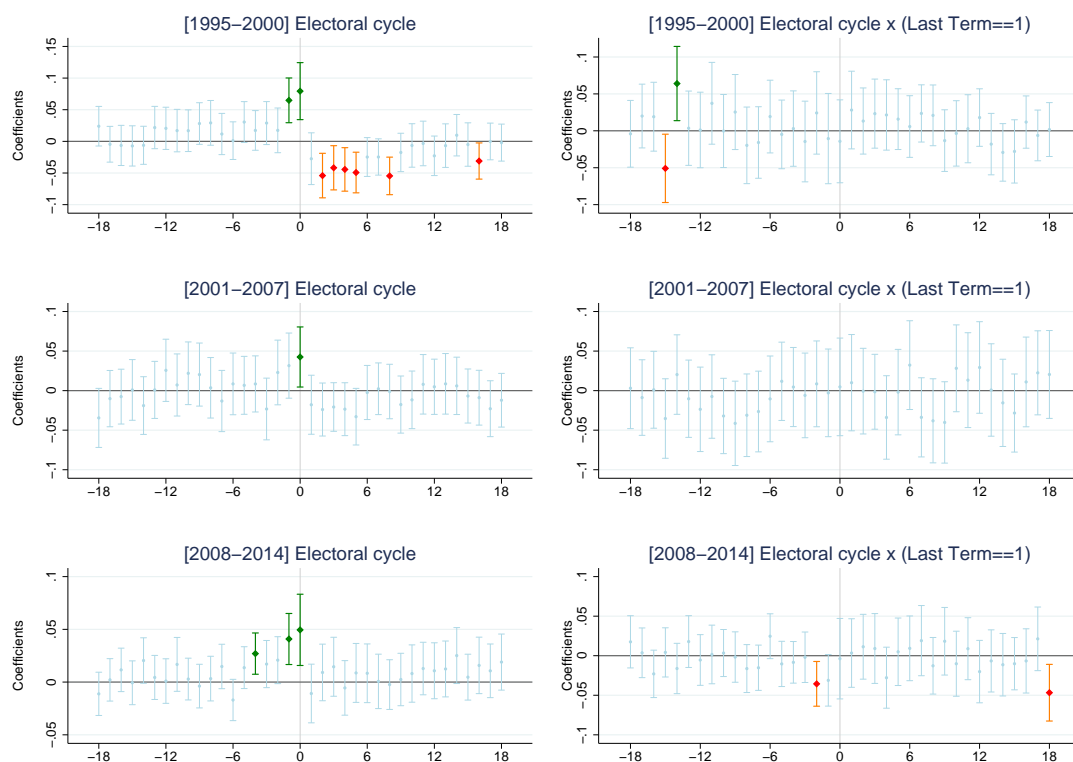 [1995−2000] Electoral cycle
Coefficients
.15
.1
.05
0
−.05
−.1
−18 −12 −6 0 6 12 18
[1995−2000] Electoral cycle x (Last Term==1)
Coefficients
.1
.05
0
−.05
−.1
−18 −12 −6 0 6 12 18
[2001−2007] Electoral cycle
Coefficients
.1
.05
0
−.05
−.1
−18 −12 −6 0 6 12 18
[2001−2007] Electoral cycle x (Last Term==1)
Coefficients
.1
.05
0
−.05
−.1
−18 −12 −6 0 6 12 18
[2008−2014] Electoral cycle
Coefficients
.1
.05
0
−.05
−18 −12 −6 0 6 12 18
[2008−2014] Electoral cycle x (Last Term==1)
Coefficients
.1
.05
0
−.05
−.1
−18 −12 −6 0 6 12 18